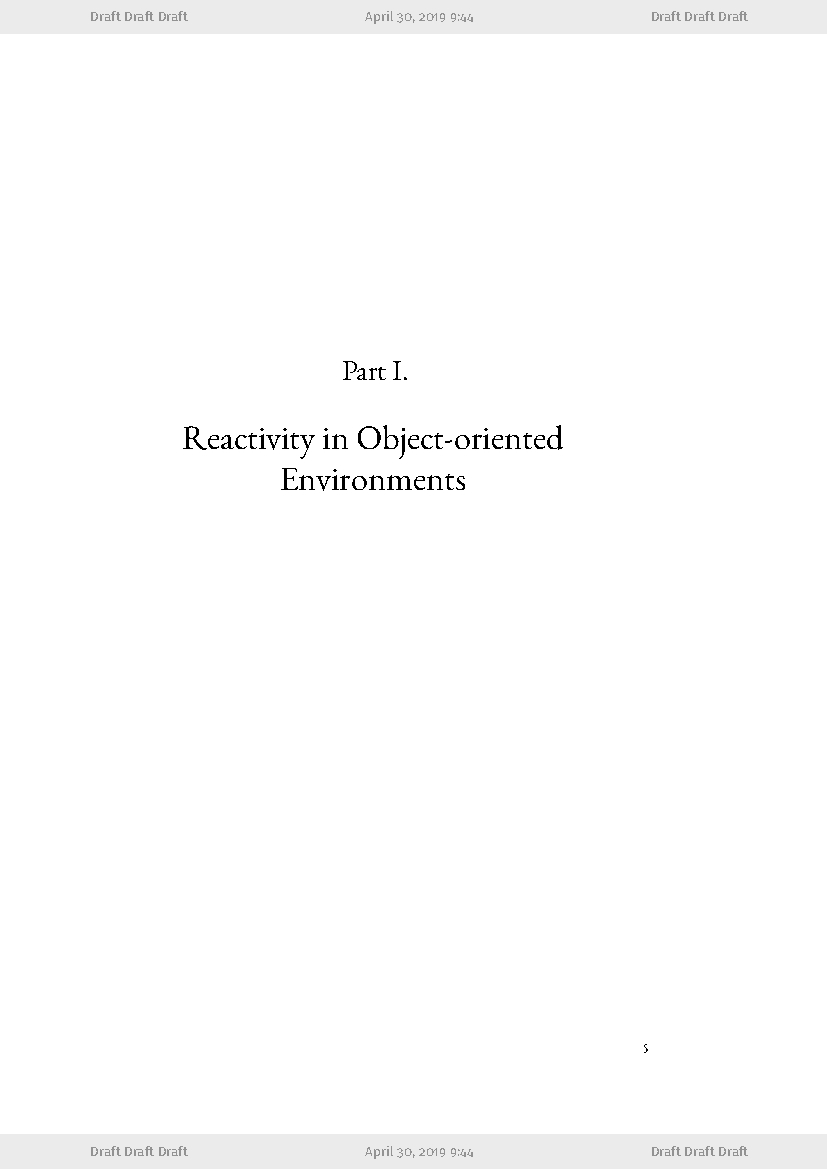 Draft Draft Draft April 30, 2019 9:44 Draft Draft Draft
Part I.
Reactivity in Object-oriented
Environments
5
Draft Draft Draft April 30, 2019 9:44 Draft Draft Draft